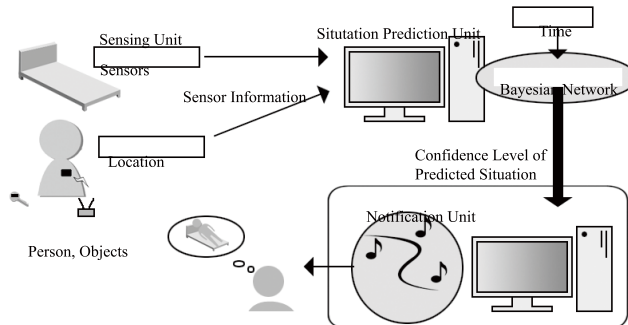 Sensing Unit
Sensors
Situtation Prediction Unit
Time
Bayesian Network
Sensor Information
Location
Confidence Level of
Predicted Situation
Notification Unit
Person, Objects